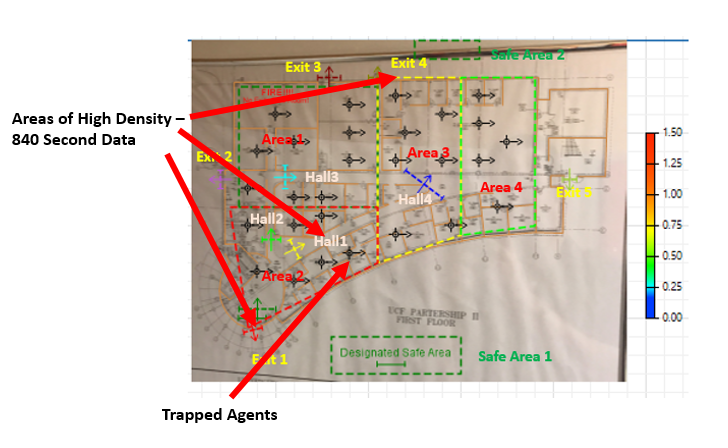 Safe Area 2
Exit 3
Exit 4
FIRE
Areas of High Density –
840 Second Data
Area 1
1.50
1.25
1.00
0.75
0.50
0.25
0.00
Exit 2
Area 3
Hall3
Area 4
Exit 5
Hall4
Hall2
Hall1
Area 2
UCF PARTERSHIP II
FIRST FLOOR
Designated Safe Area
Safe Area 1
Exit 1
Trapped Agents